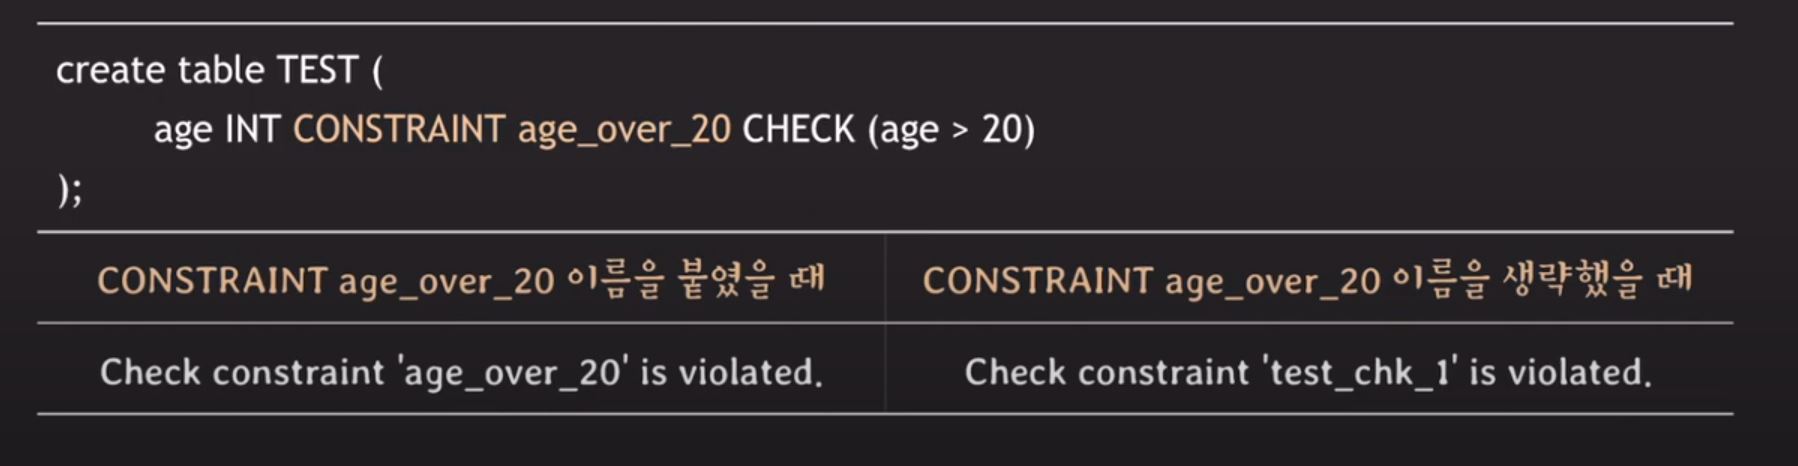 create table TEST (
age INT CONSTRAINT age_over_20 CHECK (age > 20)
);
CONSTRAINT age_over_20 이름을 붙였을 때
CONSTRAINT age_over_20 이름을 생략했을 때
Check constraint 'age_over_20' is violated.
Check constraint 'test_chk_1' is violated.